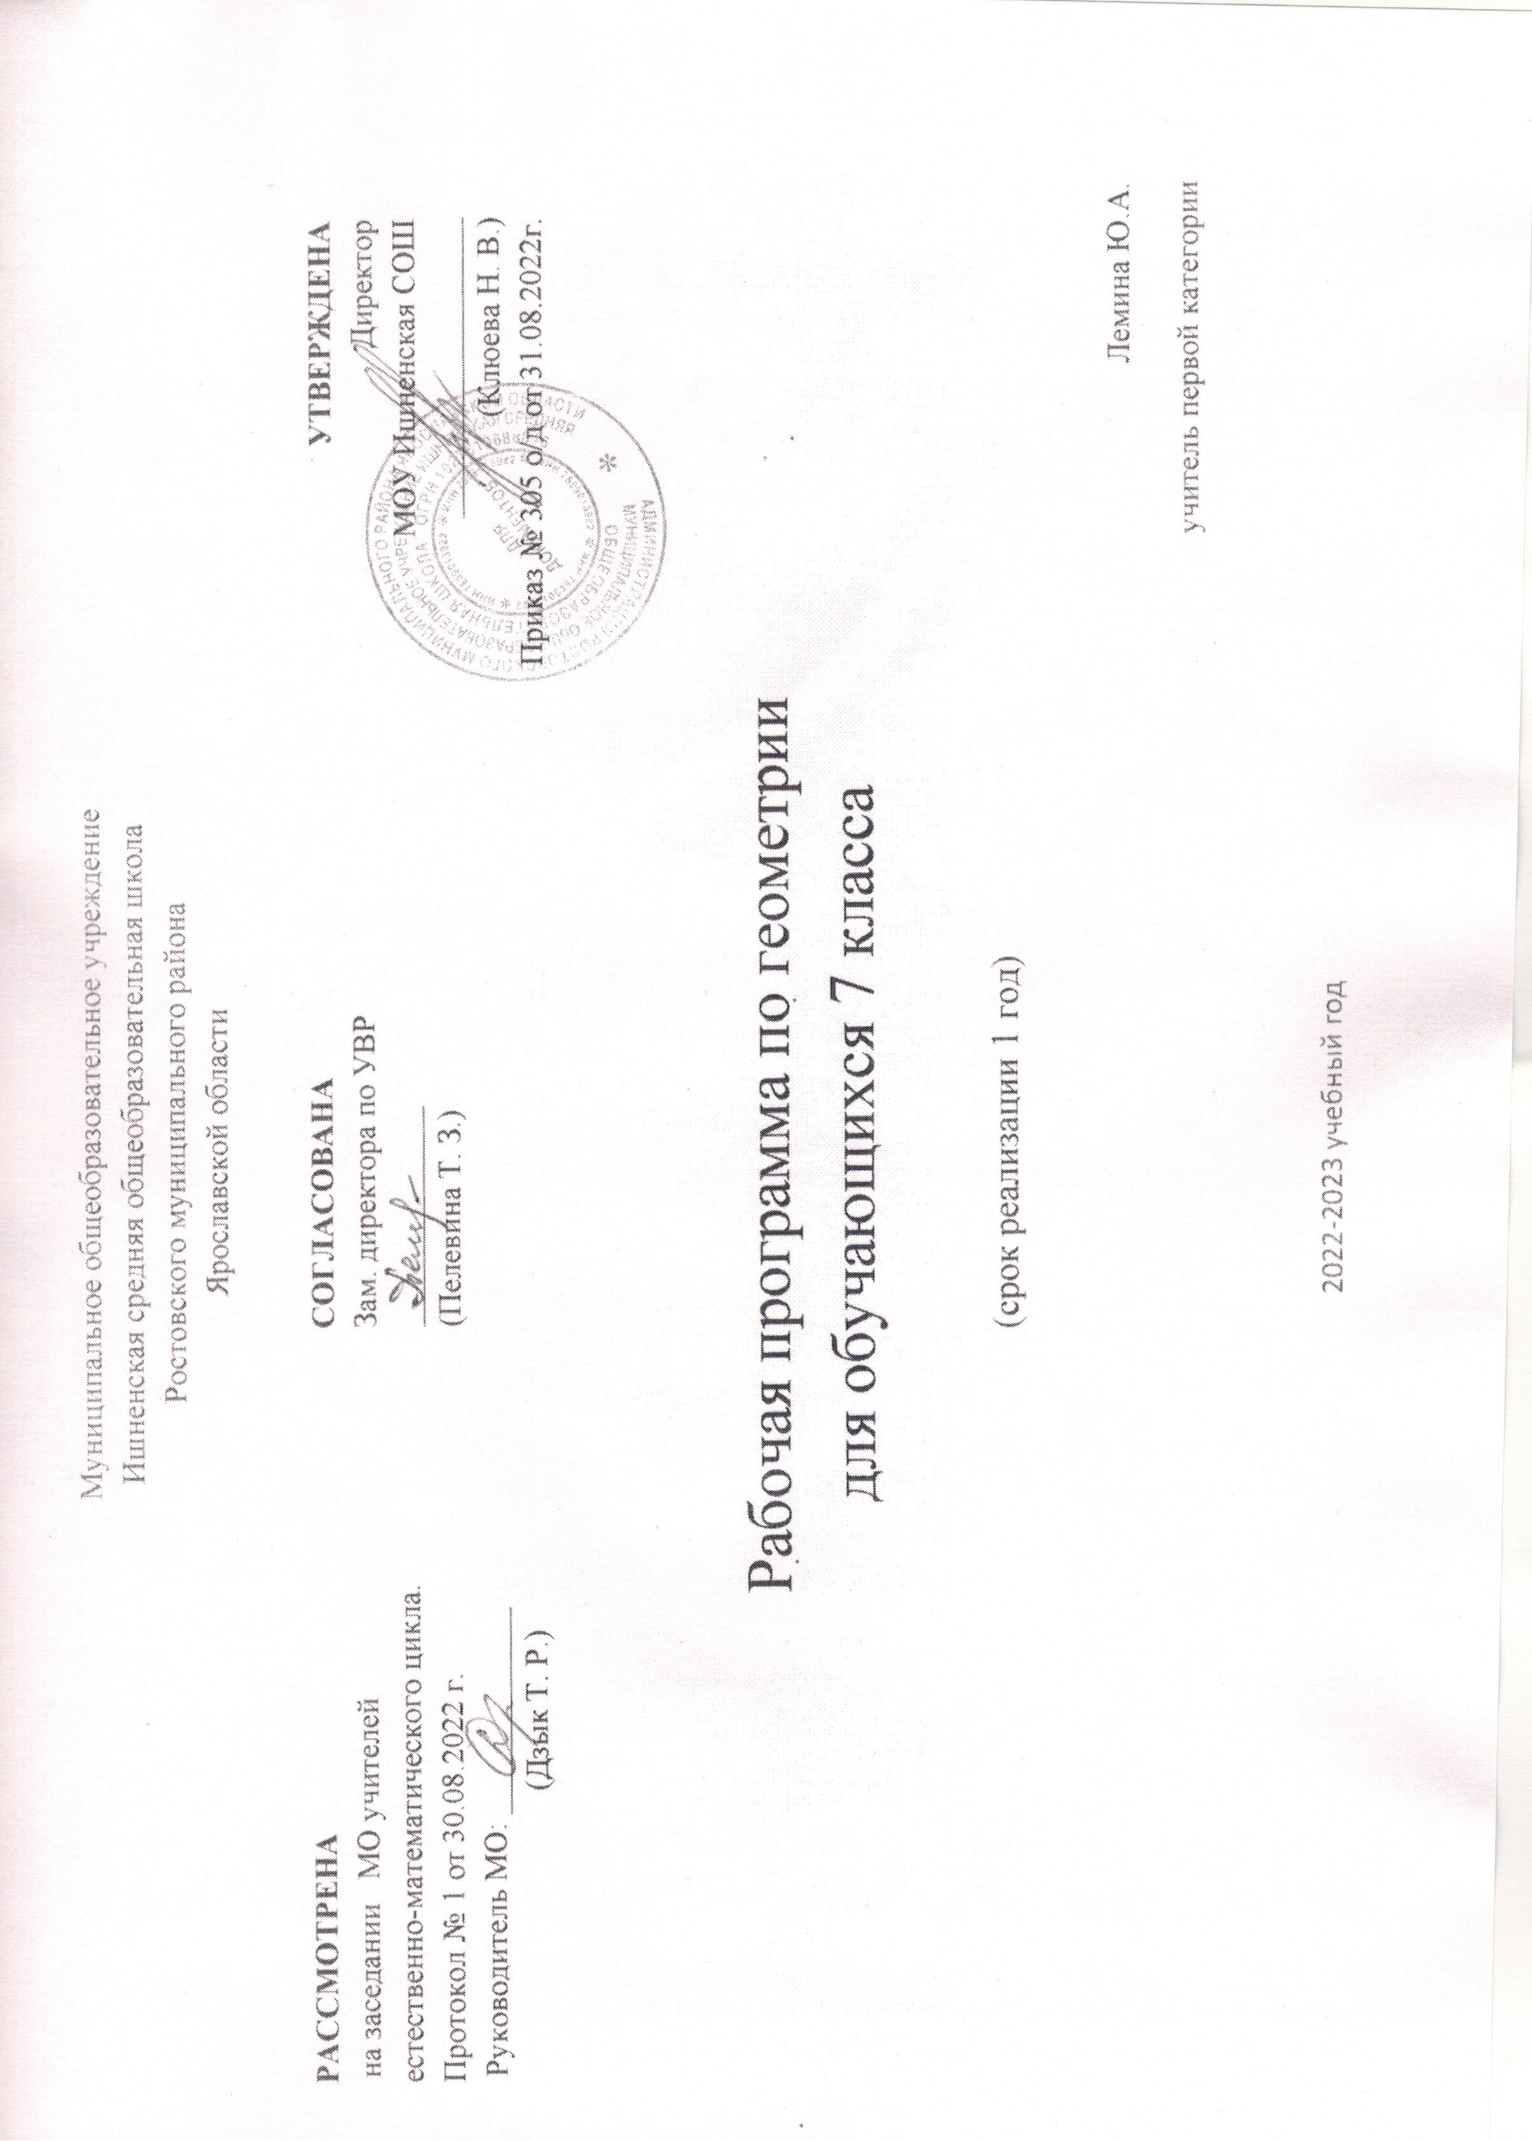 Муниципальное общеобразовательное учреждение
Ишненская средняя общеобразовательная школа
Ростовского муниципального района
Ярославской области
РАССМОТРЕНА
на заседании МО учителей
естественно-математического цикла.
Протокол № 1 от 30.08.2022 г.
Руководитель МО:
(Дзык Т. Р.)
СОГЛАСОВАНА
Зам. директора по УВР
(Пелевина Т. З.)
УТВЕРЖДЕНА
Директор
МОУ Ишненская СОШ
(Клюева Н. В.)
Приказ № 305 о/д от 31.08.2022г.
Рабочая программа по геометрии
для обучающихся 7 класса
(срок реализации 1 год)
Лемина Ю.А.
учитель первой категории
2022-2023 учебный год